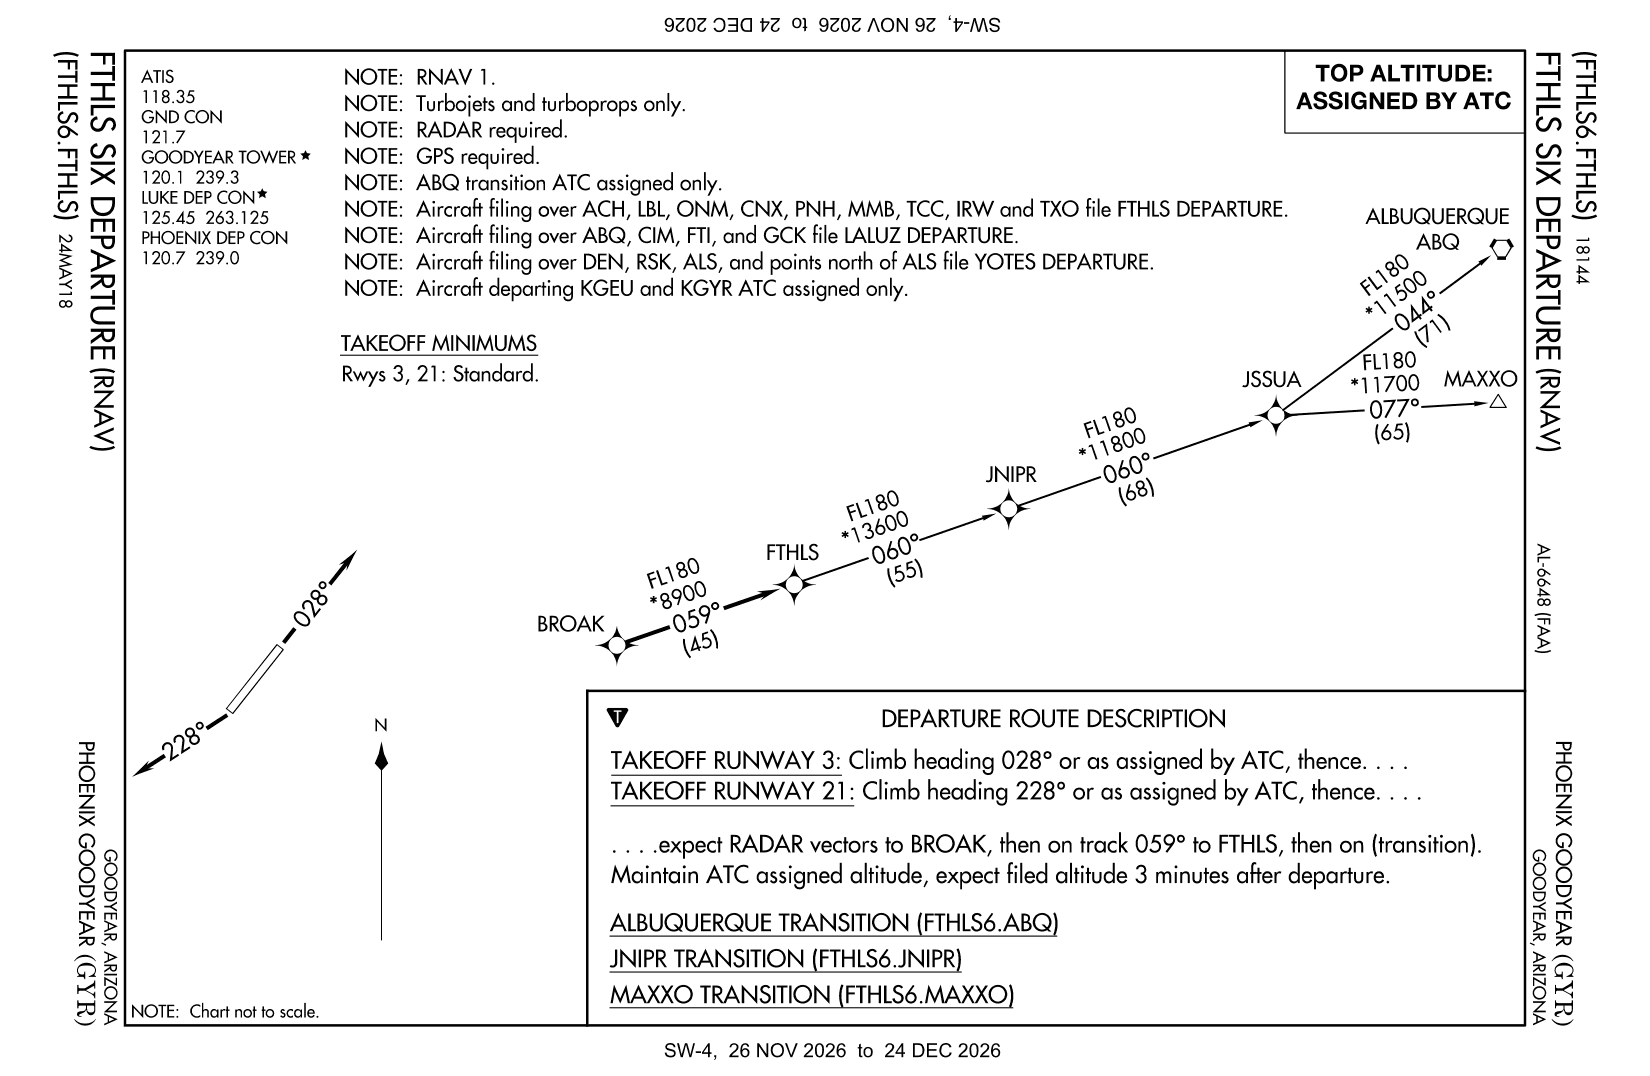 SW-4, 26 NOV 2026 to 24 DEC 2026
(FTHLS6.FTHLS) 24MAY18
FTHLS SIX DEPARTURE (RNAV)
PHOENIX GOODYEAR (GYR)
GOODYEAR, ARIZONA
ATIS
118.35
GND CON
121.7
GOODYEAR TOWER ★
120.1 239.3
LUKE DEP CON★
125.45 263.125
PHOENIX DEP CON
120.7 239.0
NOTE: RNAV 1.
NOTE: Turbojets and turboprops only.
NOTE: RADAR required.
NOTE: GPS required.
NOTE: ABQ transition ATC assigned only.
NOTE: Aircraft filing over ACH, LBL, ONM, CNX, PNH, MMB, TCC, IRW and TXO file FTHLS DEPARTURE.
NOTE: Aircraft filing over ABQ, CIM, FTI, and GCK file LALUZ DEPARTURE.
NOTE: Aircraft filing over DEN, RSK, ALS, and points north of ALS file YOTES DEPARTURE.
NOTE: Aircraft departing KGEU and KGYR ATC assigned only.
TAKEOFF MINIMUMS
Rwys 3, 21: Standard.
TOP ALTITUDE:
ASSIGNED BY ATC
ALBUQUERQUE
ABQ
FL180
*11500
044°
(71)
FL180
*11700
077°
(65)
MAXXO
JSSUA
FL180
*11800
060°
(68)
JNIPR
FL180
*13600
060°
(55)
FTHLS
FL180
*8900
059°
(45)
BROAK
028°
228°
N
NOTE: Chart not to scale.
T
DEPARTURE ROUTE DESCRIPTION
TAKEOFF RUNWAY 3: Climb heading 028° or as assigned by ATC, thence. . . .
TAKEOFF RUNWAY 21: Climb heading 228° or as assigned by ATC, thence. . . .
. . . .expect RADAR vectors to BROAK, then on track 059° to FTHLS, then on (transition).
Maintain ATC assigned altitude, expect filed altitude 3 minutes after departure.
ALBUQUERQUE TRANSITION (FTHLS6.ABQ)
JNIPR TRANSITION (FTHLS6.JNIPR)
MAXXO TRANSITION (FTHLS6.MAXXO)
(FTHLS6.FTHLS) 18144
FTHLS SIX DEPARTURE (RNAV)
AL-6648 (FAA)
PHOENIX GOODYEAR (GYR)
GOODYEAR, ARIZONA
SW-4, 26 NOV 2026 to 24 DEC 2026